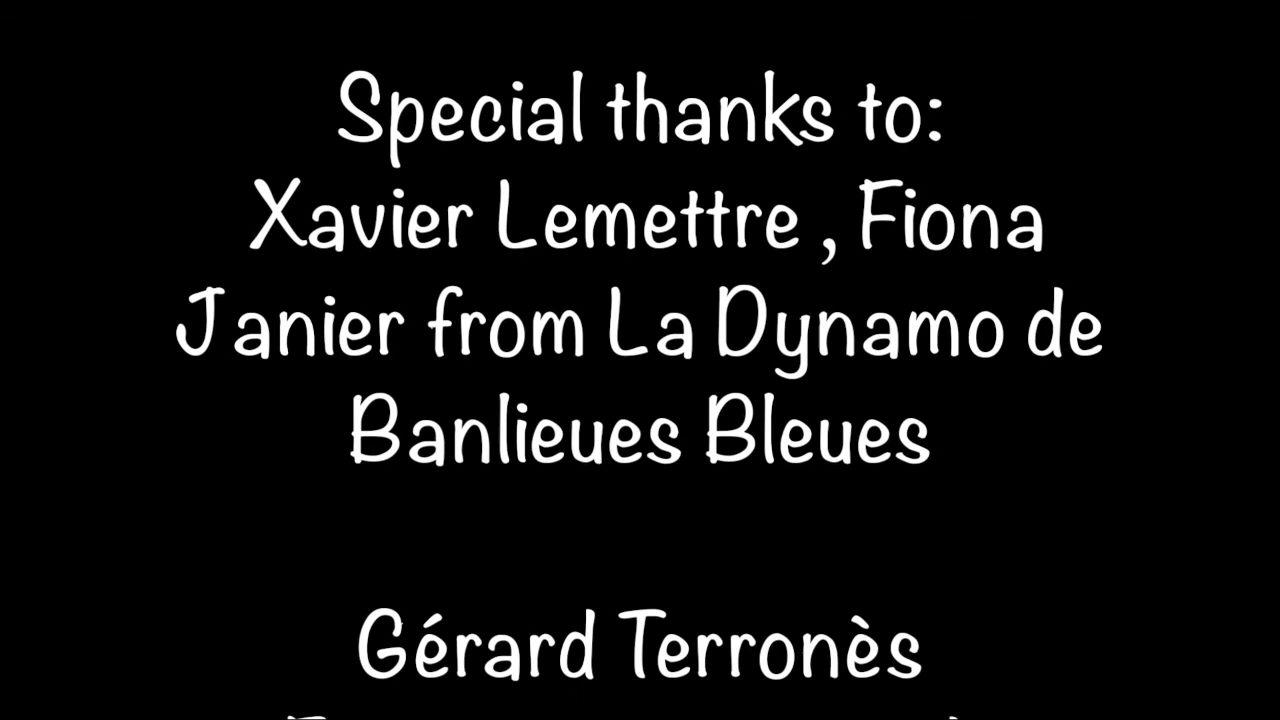 Special thanks to:
Xavier Lemettre , Fiona
Janier from La Dynamo de
Banlieues Bleues
Gérard Terronès